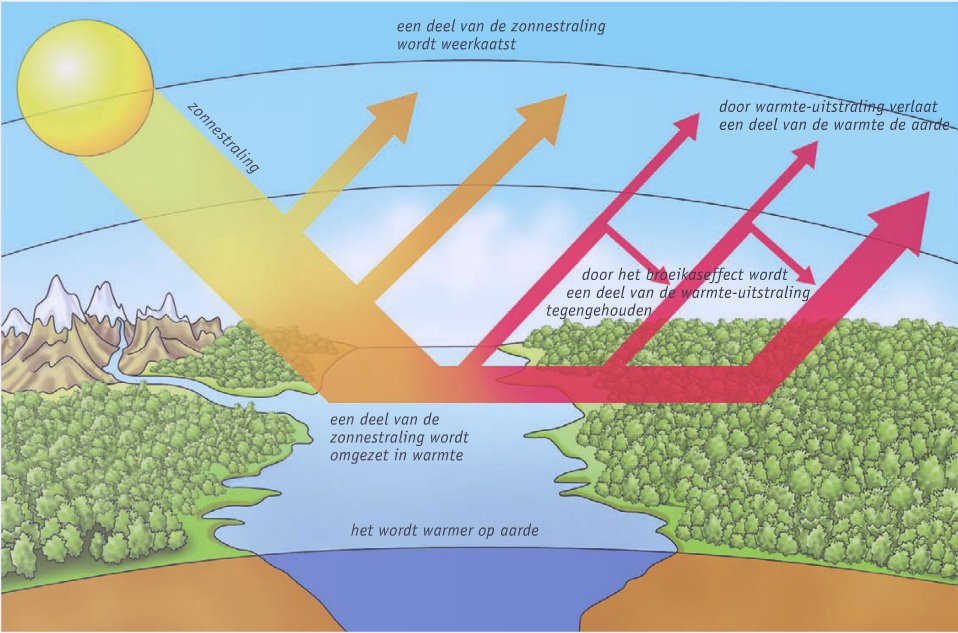 een deel van de zonnestraling
wordt weerkaatst
zonnestraling
door warmte-uitstraling verlaat
een deel van de warmte de aarde
door het broeikaseffect wordt
een deel van de warmte-uitstraling
tegengehouden
een deel van de
zonnestraling wordt
omgezet in warmte
het wordt warmer op aarde